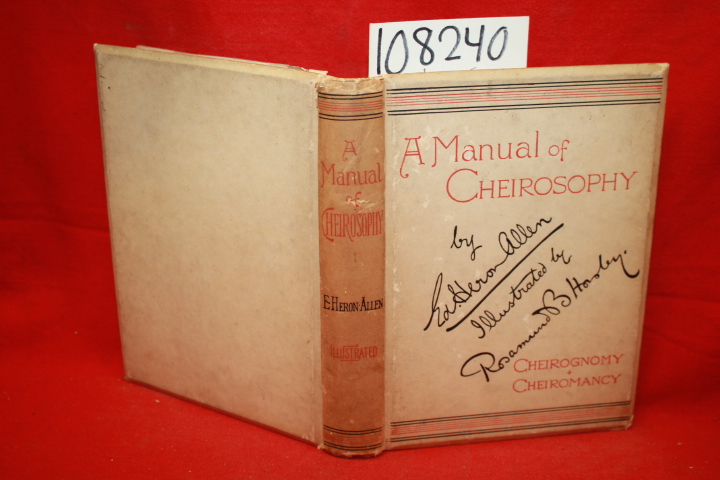 108240
A
Manual
of
CHEIROSOPHY
E. HERON-ALLEN
ILLUSTRATED
A Manual of
CHEIROSOPHY
by
Ed. Heron Allen
Illustrated by
Rosamund B Horsley.
CHEIROGNOMY
+
CHEIROMANCY